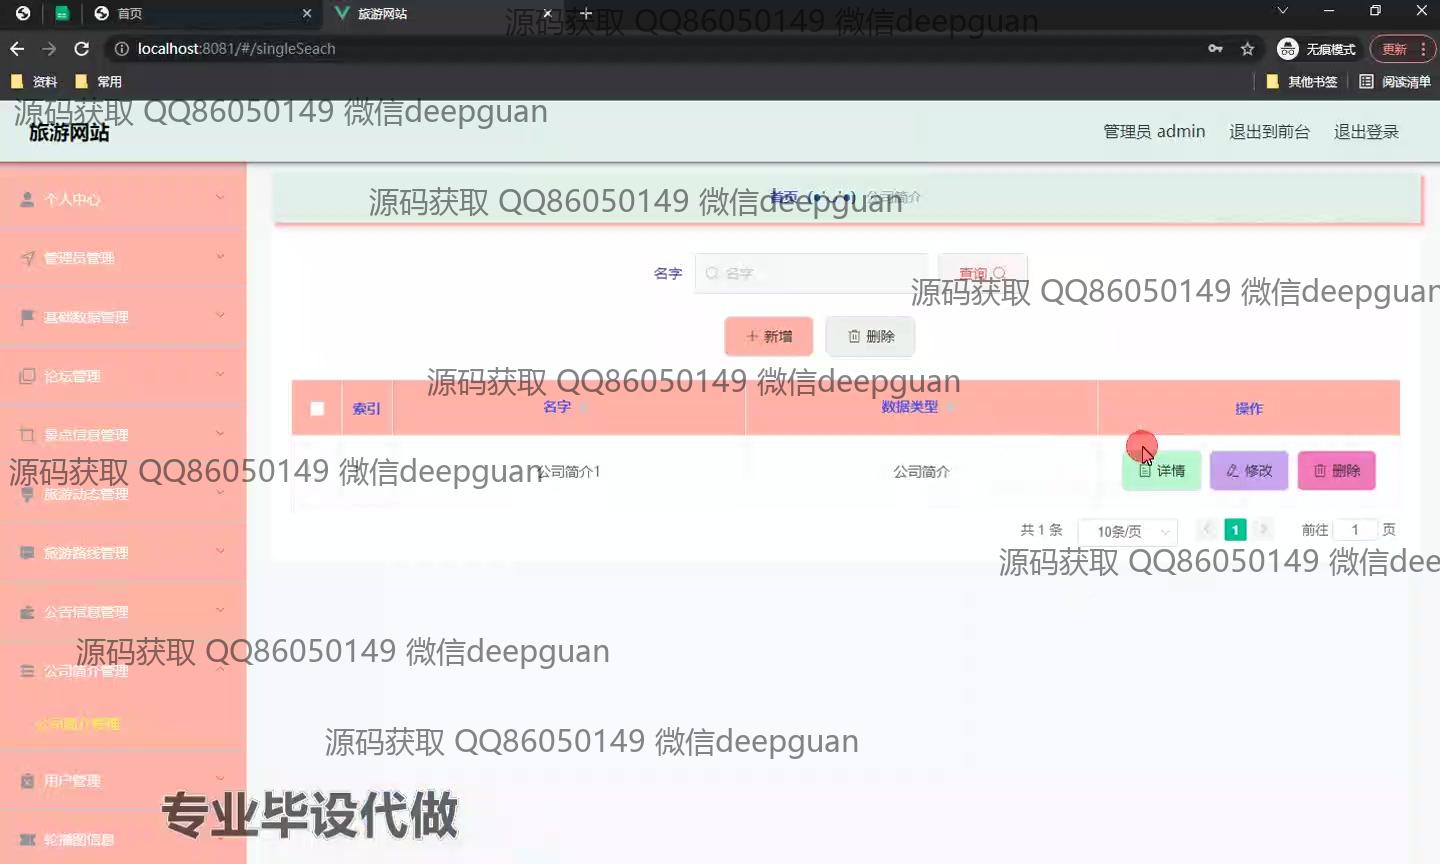 首页
旅游网站
localhost:8081/#/singleSeach
无痕模式
更新
资料
常用
其他书签
阅读清单
源码获取 QQ86050149 微信deepguan
源码获取 QQ86050149 微信deepguan
旅游网站
管理员 admin
退出到前台
退出登录
个人中心
源码获取 QQ86050149 微信deepguan
首页
公司简介
管理员管理
名字
名字
查询
源码获取 QQ86050149 微信deepguan
基础数据管理
新增
删除
论坛管理
源码获取 QQ86050149 微信deepguan
索引
名字
数据类型
操作
景点信息管理
源码获取 QQ86050149 微信deepguan
公司简介1
公司简介
详情
修改
删除
旅游动态管理
共 1 条
10条/页
1
前往
1
页
旅游路线管理
源码获取 QQ86050149 微信dee
公告信息管理
源码获取 QQ86050149 微信deepguan
公司简介管理
公司简介管理
源码获取 QQ86050149 微信deepguan
用户管理
专业毕设代做
轮播图信息